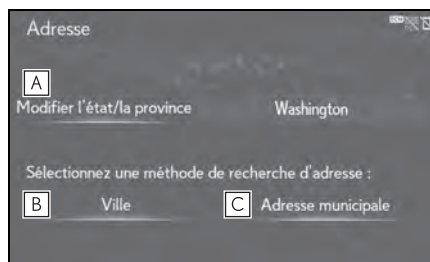 Adresse
A
Modifier l'état/la province Washington
Sélectionnez une méthode de recherche d'adresse :
B Ville C Adresse municipale